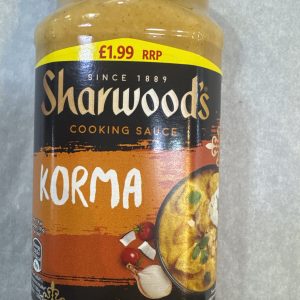 £1.99 RRP
SINCE 1889
Sharwood's
COOKING SAUCE
KORMA